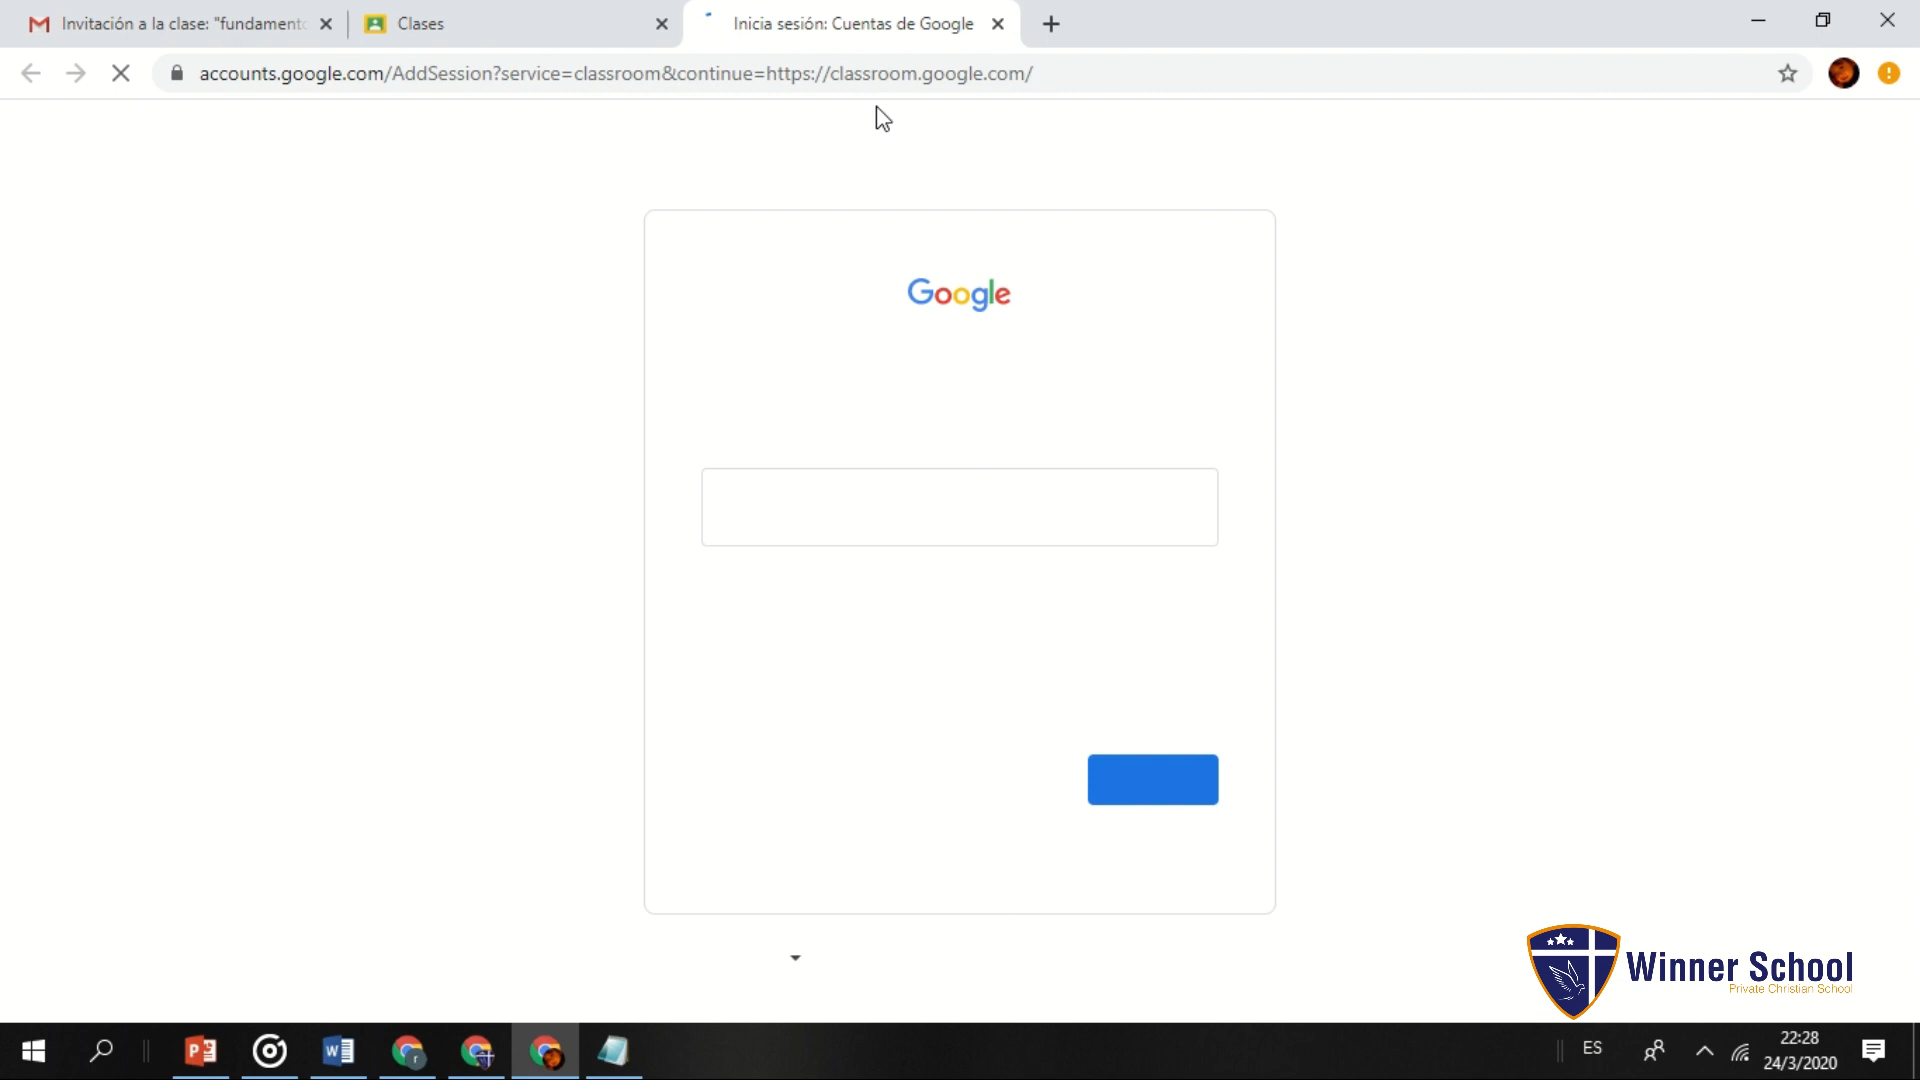 Invitación a la clase: "fundament
Clases
Inicia sesión: Cuentas de Google
accounts.google.com/AddSession?service=classroom&continue=https://classroom.google.com/
Google
Winner School
Private Christian School
ES
22:28
24/3/2020